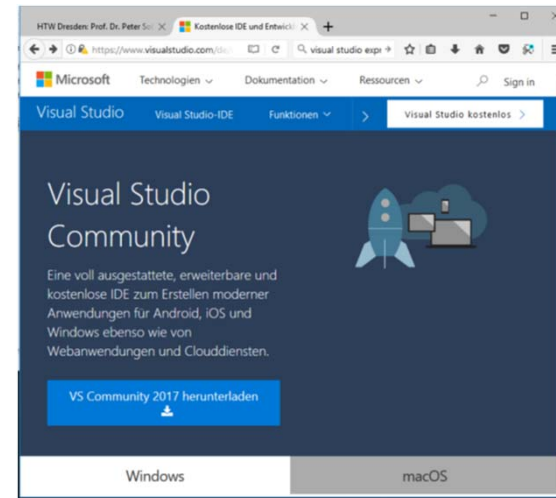 HTW Dresden: Prof. Dr. Peter
Kostenlose IDE und Entwickl
https://www.visualstudio.com/de
visual studio expr
Microsoft
Technologien
Dokumentation
Ressourcen
Sign in
Visual Studio
Visual Studio-IDE
Funktionen
Visual Studio kostenlos
Visual Studio
Community
Eine voll ausgestattete, erweiterbare und
kostenlose IDE zum Erstellen moderner
Anwendungen für Android, iOS und
Windows ebenso wie von
Webanwendungen und Clouddiensten.
VS Community 2017 herunterladen
Windows
macOS